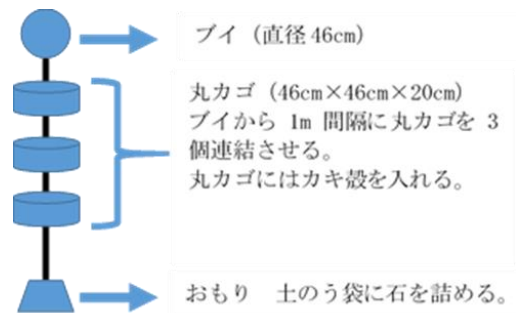 ブイ（直径46cm）
丸カゴ（46cm×46cm×20cm）
ブイから 1m 間隔に丸カゴを 3
個連結させる。
丸カゴにはカキ殻を入れる。
おもり　土のう袋に石を詰める。